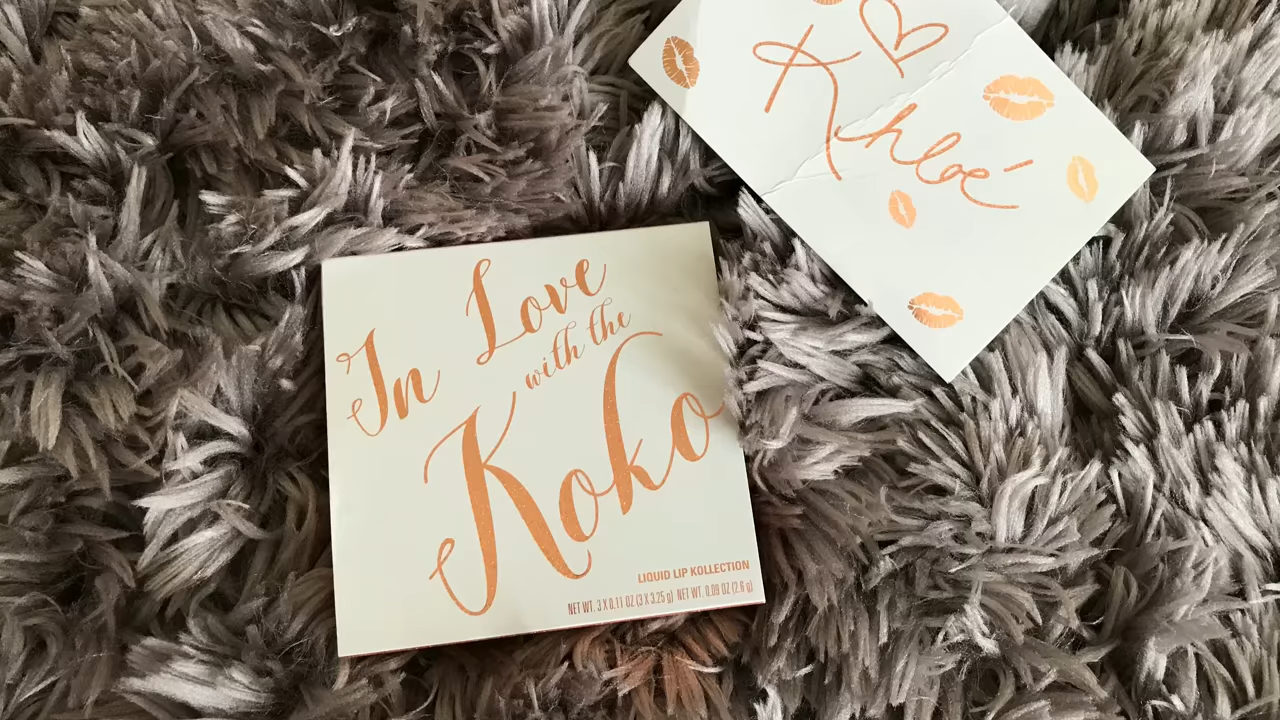 Khloé
In Love
with the
Koko
LIQUID LIP KOLLECTION
NET WT. 3 X 0.11 OZ (3 X 3.25 g) NET WT. 0.09 OZ (2.6 g)